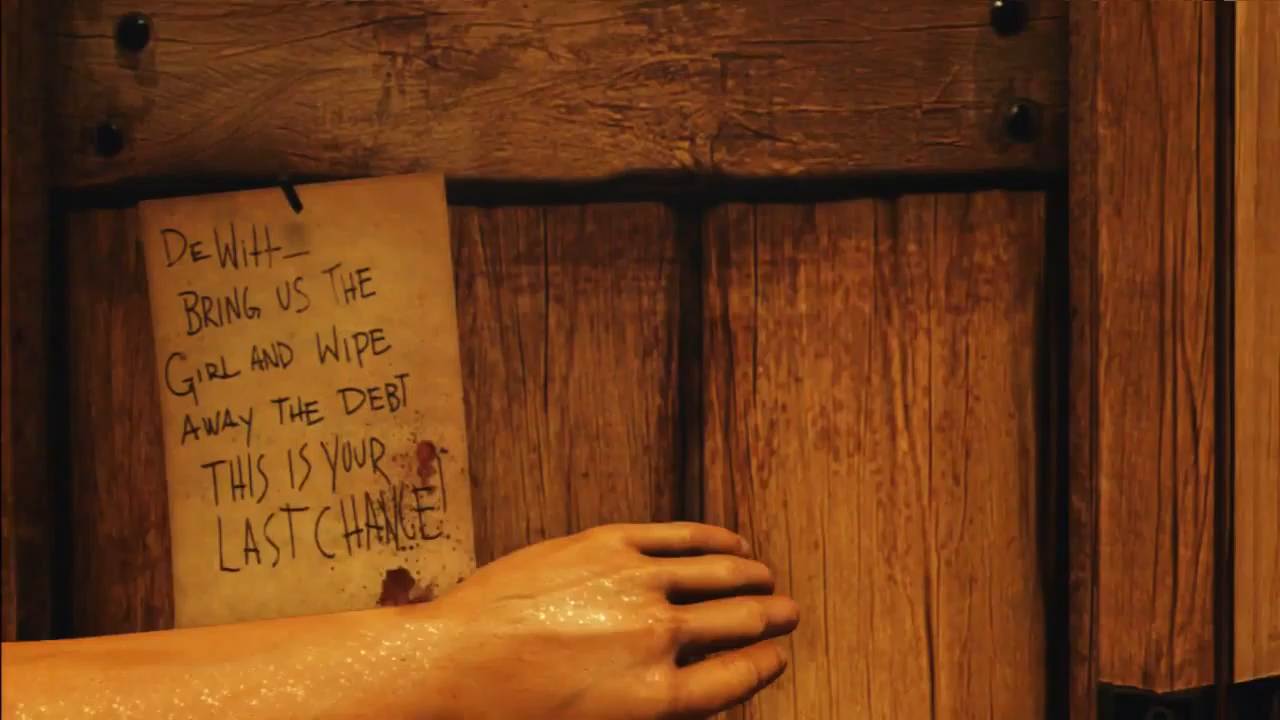 DeWitt—
BRING US THE
GIRL AND WIPE
AWAY THE DEBT
THIS IS YOUR
LAST CHANCE!